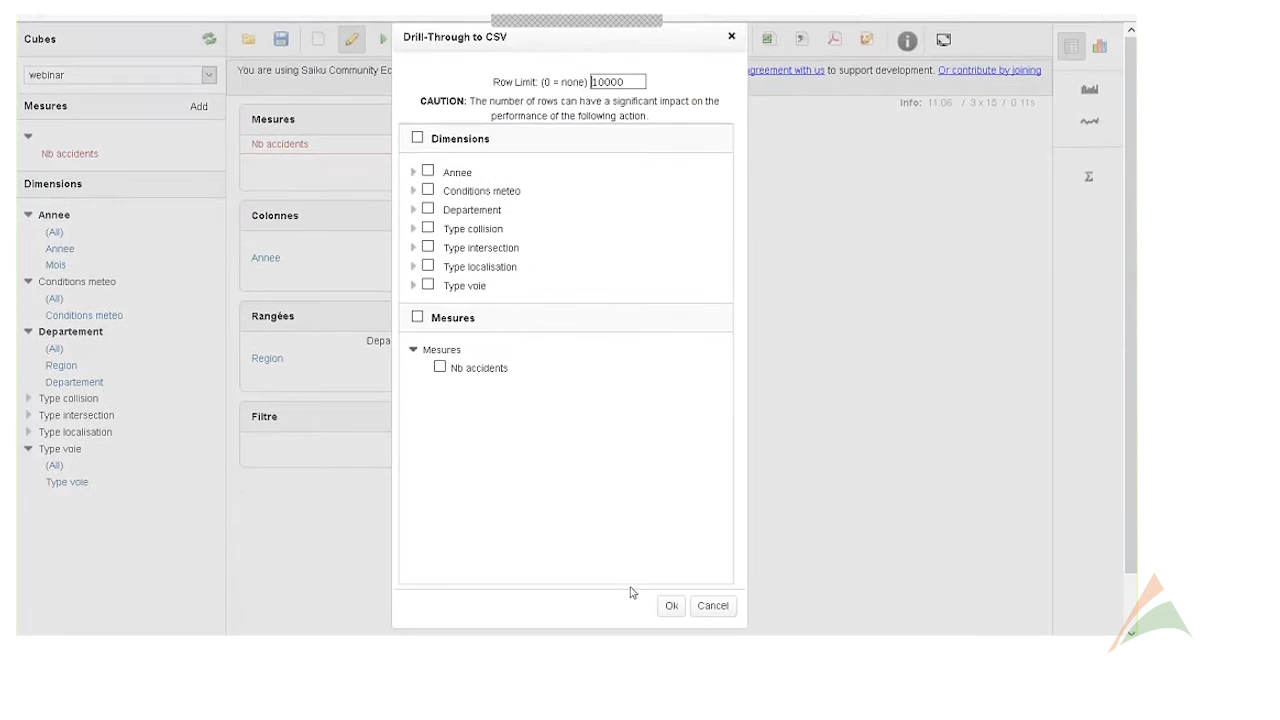 Cubes
webinar
Mesures Add
Nb accidents
Dimensions
Annee
(All)
Annee
Mois
Conditions meteo
(All)
Conditions meteo
Departement
(All)
Region
Departement
Type collision
Type intersection
Type localisation
Type voie
(All)
Type voie
You are using Saiku Community Ec
agreement with us to support development. Or contribute by joining
Info: 11:06 / 3 x 15 / 0.11s
Mesures
Nb accidents
Colonnes
Annee
Rangées
Depa
Region
Filtre
Drill-Through to CSV
Row Limit: (0 = none) 10000
CAUTION: The number of rows can have a significant impact on the
performance of the following action.
Dimensions
Annee
Conditions meteo
Departement
Type collision
Type intersection
Type localisation
Type voie
Mesures
Mesures
Nb accidents
Ok Cancel